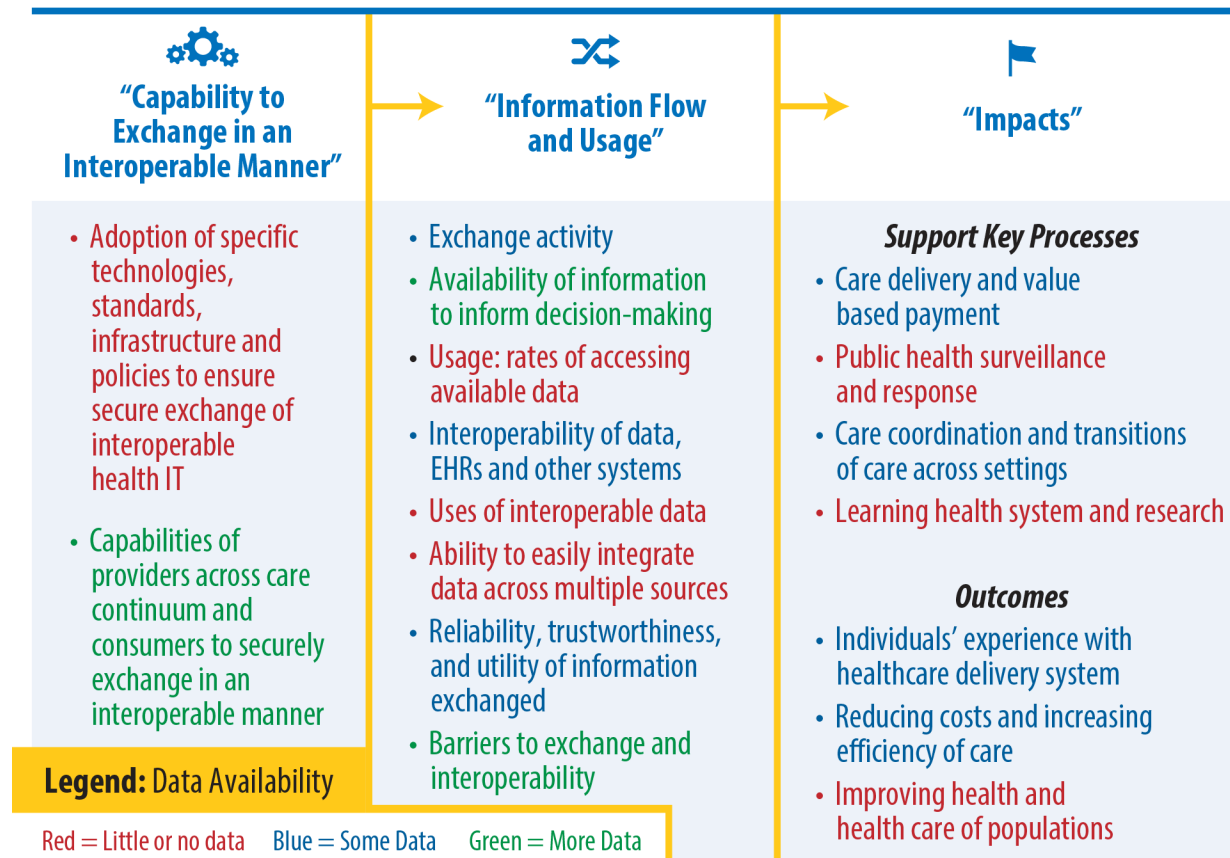 “Capability to
Exchange in an
Interoperable Manner”
• Adoption of specific
technologies,
standards,
infrastructure and
policies to ensure
secure exchange of
interoperable
health IT
• Capabilities of
providers across care
continuum and
consumers to securely
exchange in an
interoperable manner
“Information Flow
and Usage”
• Exchange activity
• Availability of information
to inform decision-making
• Usage: rates of accessing
available data
• Interoperability of data,
EHRs and other systems
• Uses of interoperable data
• Ability to easily integrate
data across multiple sources
• Reliability, trustworthiness,
and utility of information
exchanged
• Barriers to exchange and
interoperability
“Impacts”
Support Key Processes
• Care delivery and value
based payment
• Public health surveillance
and response
• Care coordination and transitions
of care across settings
• Learning health system and research
Outcomes
• Individuals’ experience with
healthcare delivery system
• Reducing costs and increasing
efficiency of care
• Improving health and
health care of populations
Legend: Data Availability
Red = Little or no data Blue = Some Data Green = More Data